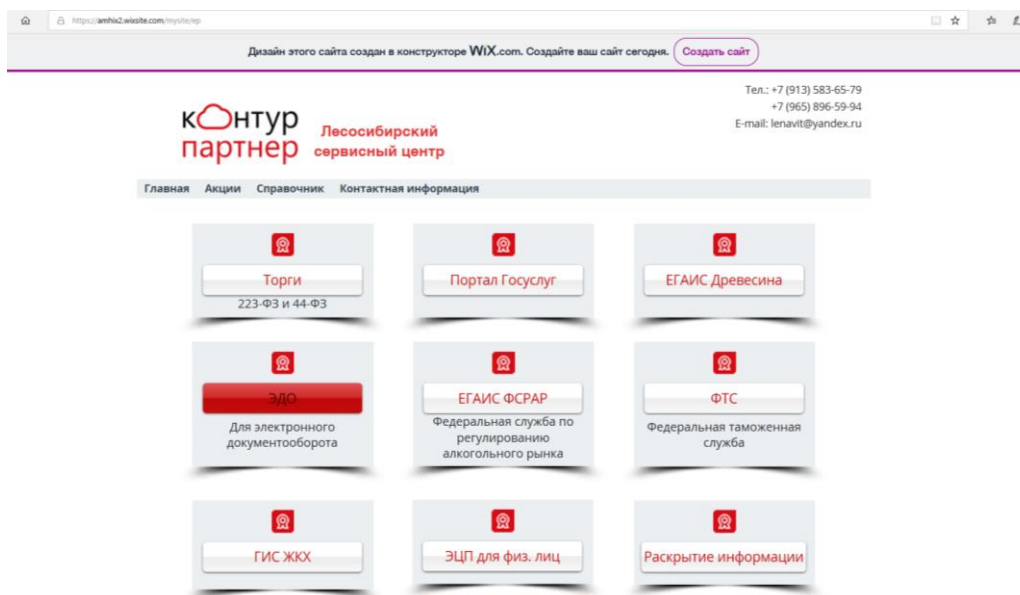 https://amhix2.wixsite.com/mysite/ep
Дизайн этого сайта создан в конструкторе WiX.com. Создайте ваш сайт сегодня. Создать сайт
Тел.: +7 (913) 583-65-79
+7 (965) 896-59-94
E-mail: lenavit@yandex.ru
контур
партнер
Лесосибирский
сервисный центр
Главная Акции Справочник Контактная информация
Торги
223-ФЗ и 44-ФЗ
Портал Госуслуг
ЕГАИС Древесина
ЭДО
Для электронного
документооборота
ЕГАИС ФСРАР
Федеральная служба по
регулированию
алкогольного рынка
ФТС
Федеральная таможенная
служба
ГИС ЖКХ
ЭЦП для физ. лиц
Раскрытие информации